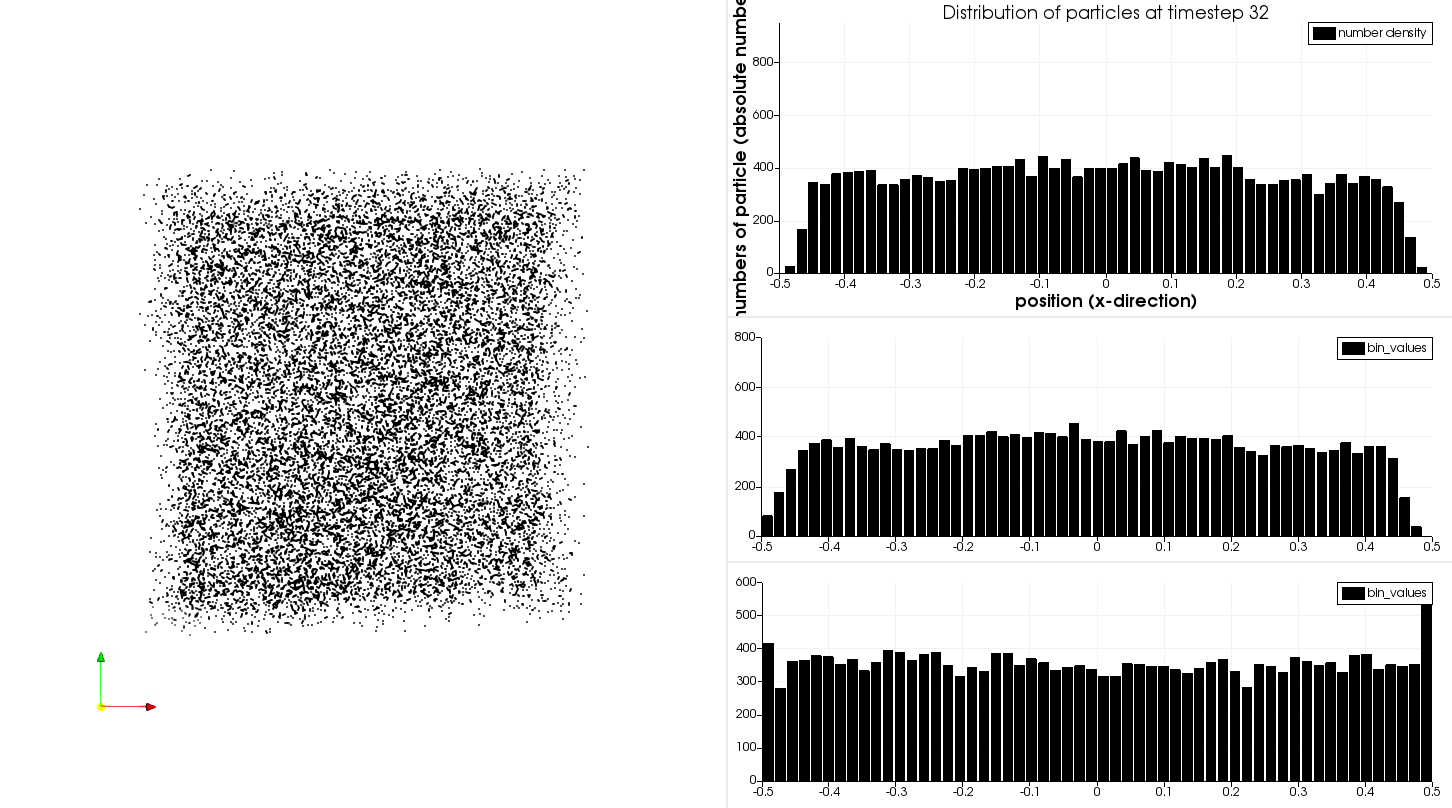 Distribution of particles at timestep 32
numbers of particle (absolute numbe
number density
800
600
400
200
0
-0.5 -0.4 -0.3 -0.2 -0.1 0 0.1 0.2 0.3 0.4 0.5
position (x-direction)
bin_values
800
600
400
200
0
-0.5 -0.4 -0.3 -0.2 -0.1 0 0.1 0.2 0.3 0.4 0.5
bin_values
600
500
400
300
200
100
0
-0.5 -0.4 -0.3 -0.2 -0.1 0 0.1 0.2 0.3 0.4 0.5